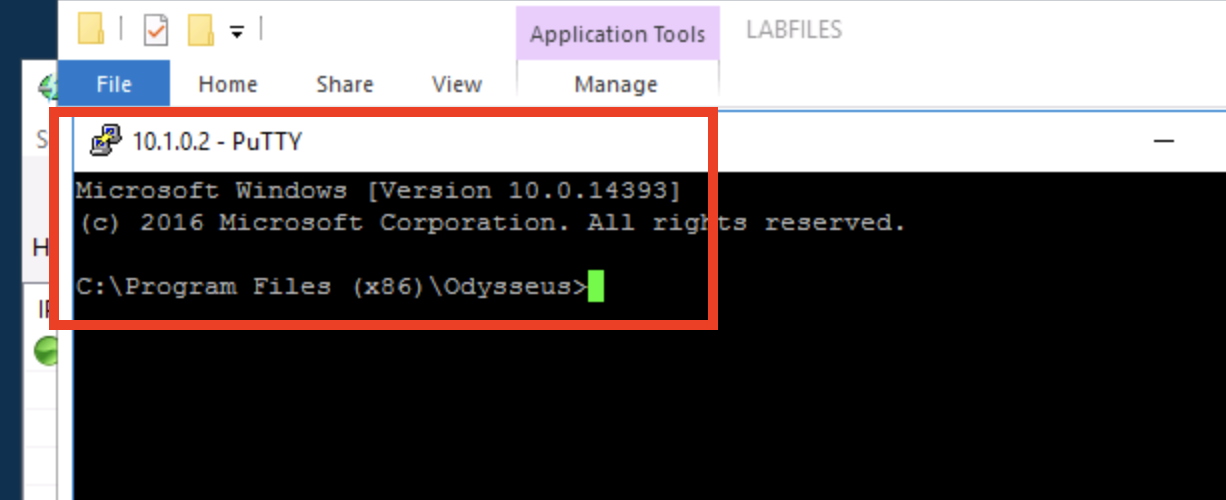 Application Tools
LABFILES
File
Home
Share
View
Manage
S
10.1.0.2 - PuTTY
Microsoft Windows [Version 10.0.14393]
(c) 2016 Microsoft Corporation. All rights reserved.
H
C:\Program Files (x86)\Odysseus>
IP